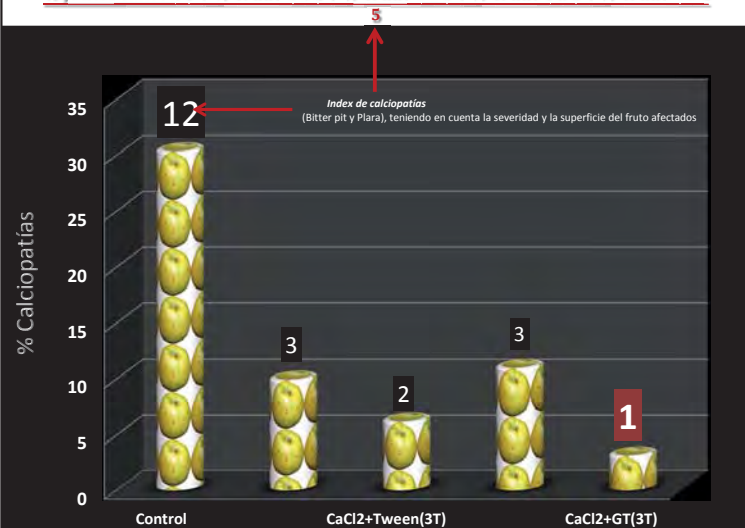 5
12
Index de calciopatías
(Bitter pit y Plara), teniendo en cuenta la severidad y la superficie del fruto afectados
% Calciopatías
35
30
25
20
15
10
5
0
3
2
3
1
Control
CaCl2+Tween(3T)
CaCl2+GT(3T)